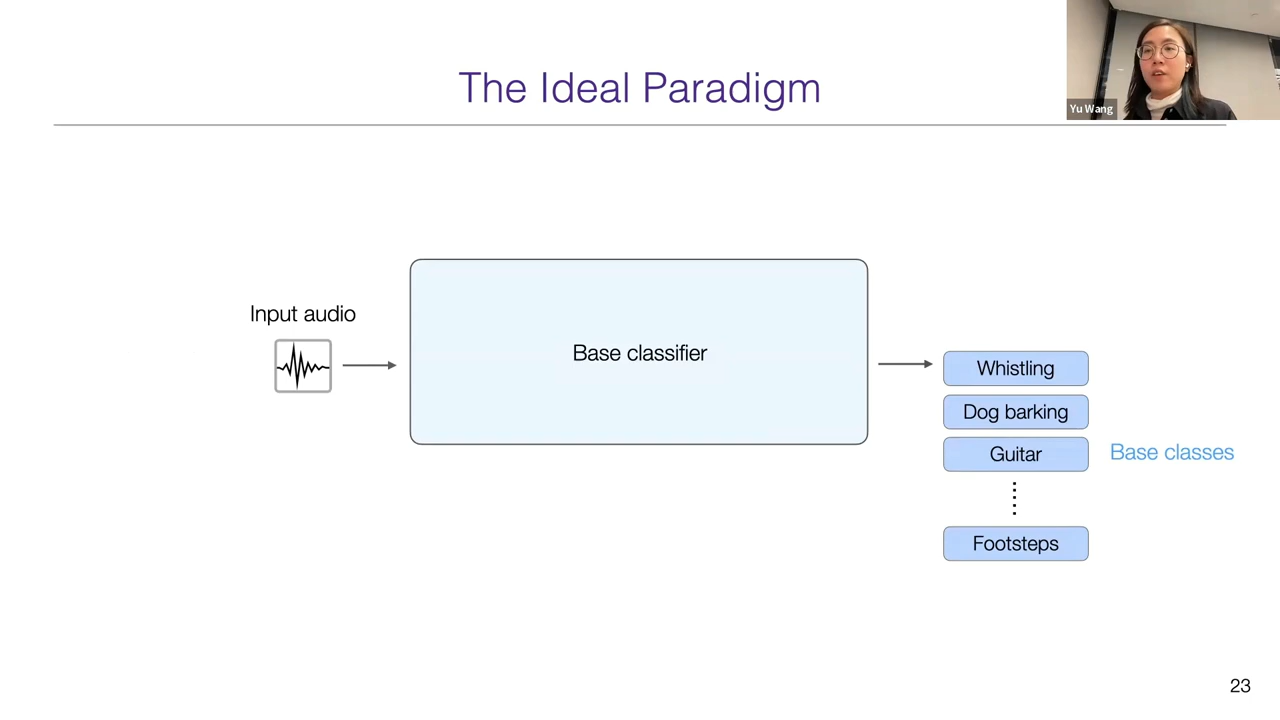 The Ideal Paradigm
Yu Wang
Input audio
Base classifier
Whistling
Dog barking
Guitar
Base classes
Footsteps
23